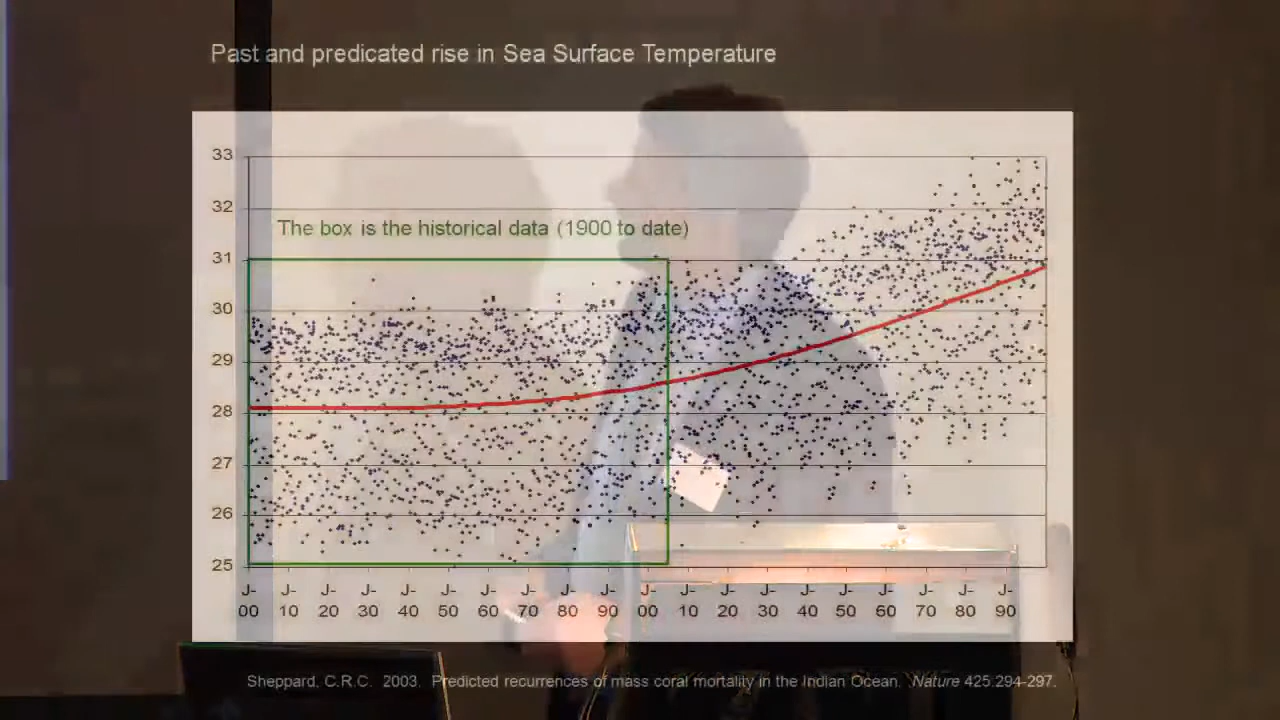 Past and predicated rise in Sea Surface Temperature
33
32
The box is the historical data (1900 to date)
31
30
29
28
27
26
25
J- J- J- J- J- J- J- J- J- J- J- J- J- J- J- J- J- J- J- J-
00 10 20 30 40 50 60 70 80 90 00 10 20 30 40 50 60 70 80 90
Sheppard. C.R.C. 2003. Predicted recurrences of mass coral mortality in the Indian Ocean. Nature 425:294-297.